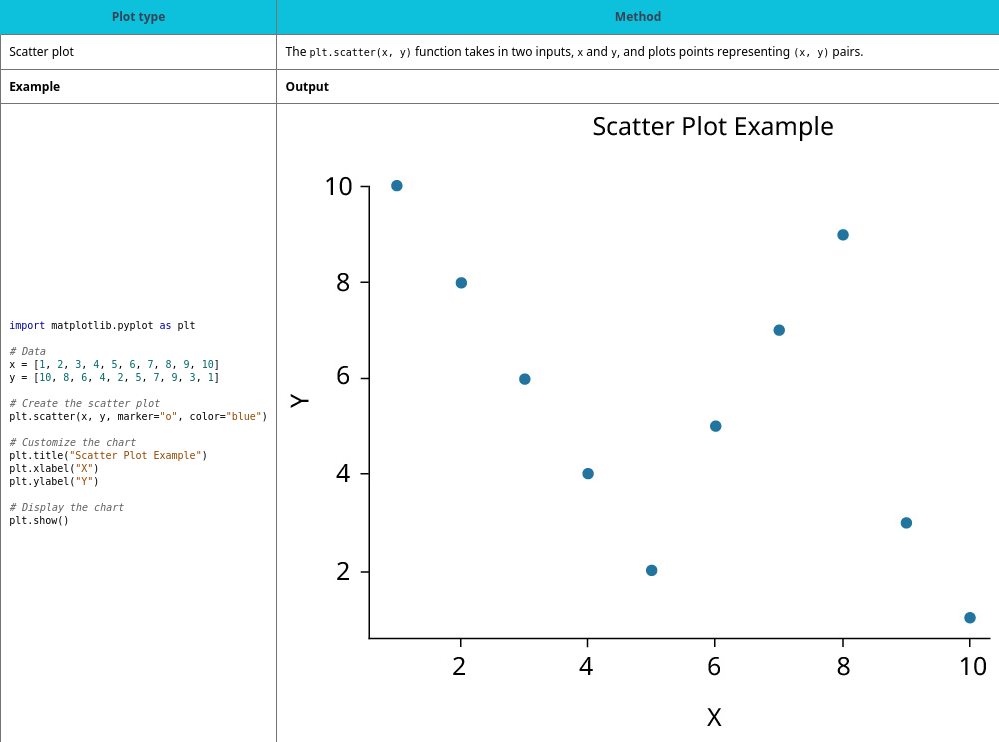 Plot type
Method
Scatter plot
The plt.scatter(x, y) function takes in two inputs, x and y, and plots points representing (x, y) pairs.
Example
Output
import matplotlib.pyplot as plt
# Data
x = [1, 2, 3, 4, 5, 6, 7, 8, 9, 10]
y = [10, 8, 6, 4, 2, 5, 7, 9, 3, 1]
# Create the scatter plot
plt.scatter(x, y, marker="o", color="blue")
# Customize the chart
plt.title("Scatter Plot Example")
plt.xlabel("X")
plt.ylabel("Y")
# Display the chart
plt.show()
Scatter Plot Example
10
8
6
4
2
Y
2 4 6 8 10
X